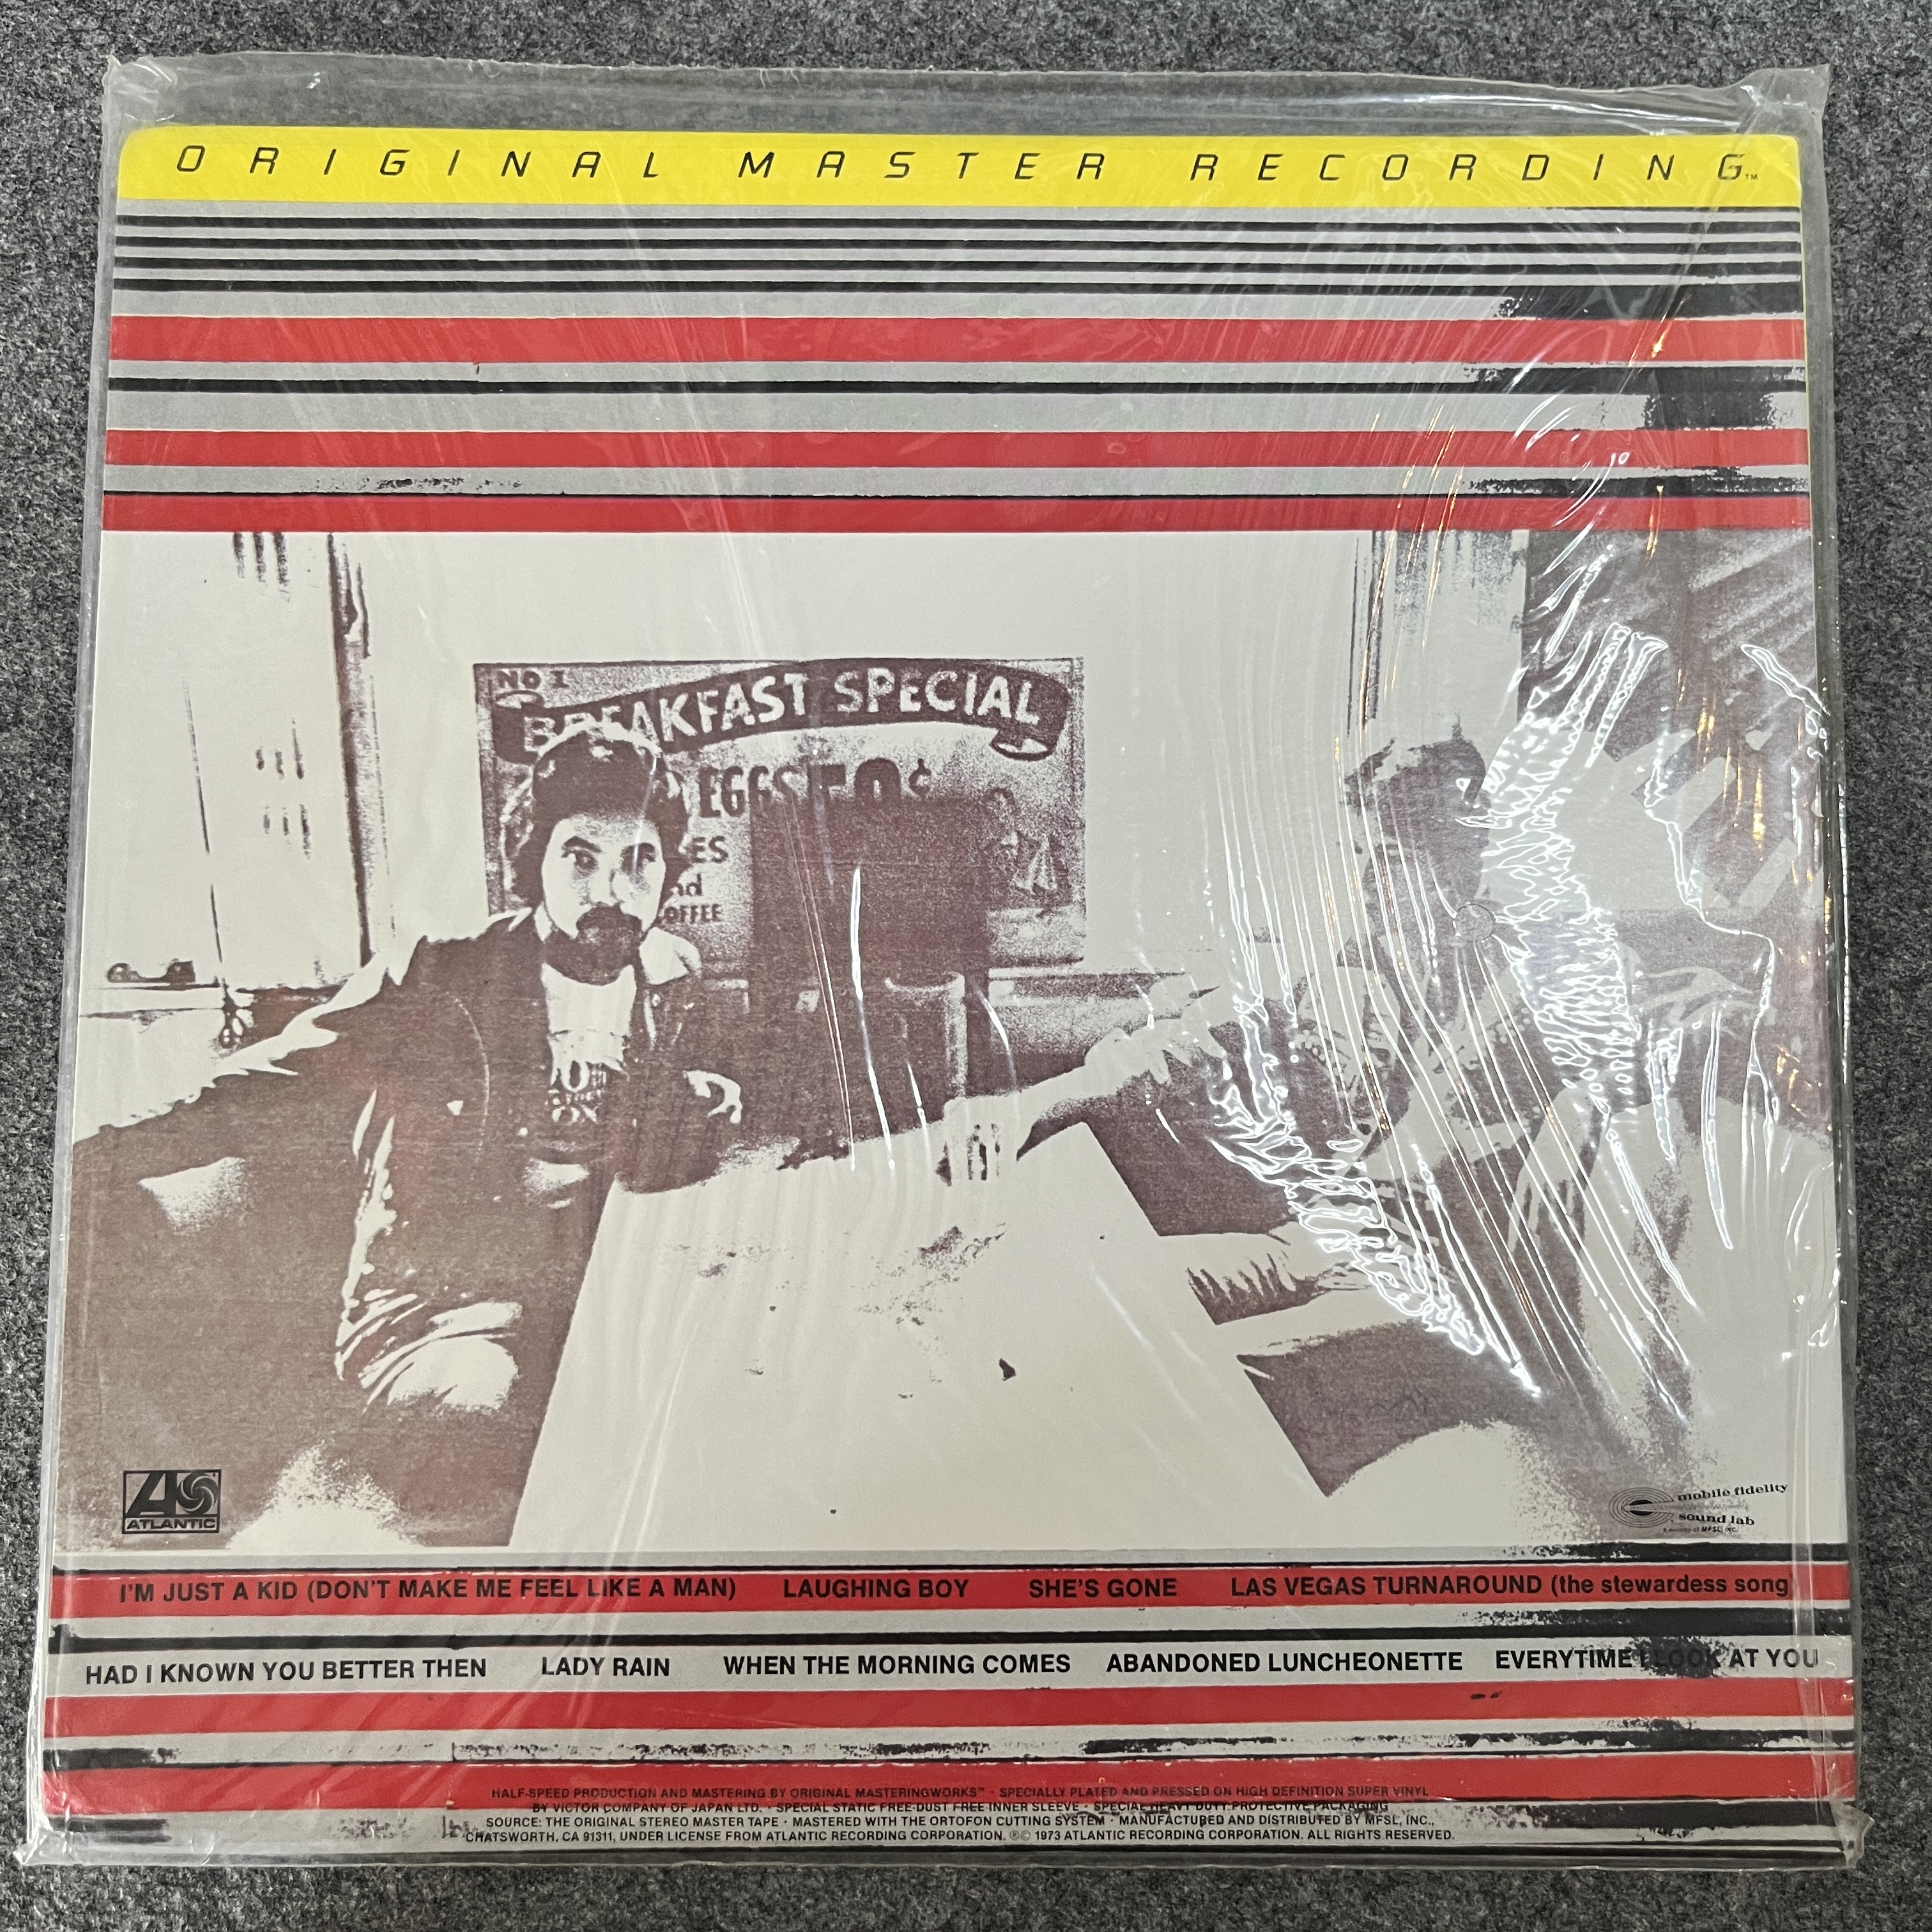 ORIGINAL MASTER RECORDING™
NO 1
BREAKFAST SPECIAL
EGGS 50¢
ATLANTIC
mobile fidelity
sound lab
a division of MFSL, INC.
I'M JUST A KID (DON'T MAKE ME FEEL LIKE A MAN) LAUGHING BOY SHE'S GONE LAS VEGAS TURNAROUND (the stewardess song)
HAD I KNOWN YOU BETTER THEN LADY RAIN WHEN THE MORNING COMES ABANDONED LUNCHEONETTE EVERYTIME I LOOK AT YOU
HALF-SPEED PRODUCTION AND MASTERING BY ORIGINAL MASTERINGWORKS™ · SPECIALLY PLATED AND PRESSED ON HIGH DEFINITION SUPER VINYL
BY VICTOR COMPANY OF JAPAN LTD. · SPECIAL STATIC FREE-DUST FREE INNER SLEEVE · SPECIAL HEAVY DUTY PROTECTIVE PACKAGING
SOURCE: THE ORIGINAL STEREO MASTER TAPE · MASTERED WITH THE ORTOFON CUTTING SYSTEM · MANUFACTURED AND DISTRIBUTED BY MFSL, INC.,
CHATSWORTH, CA 91311, UNDER LICENSE FROM ATLANTIC RECORDING CORPORATION. ℗© 1973 ATLANTIC RECORDING CORPORATION. ALL RIGHTS RESERVED.